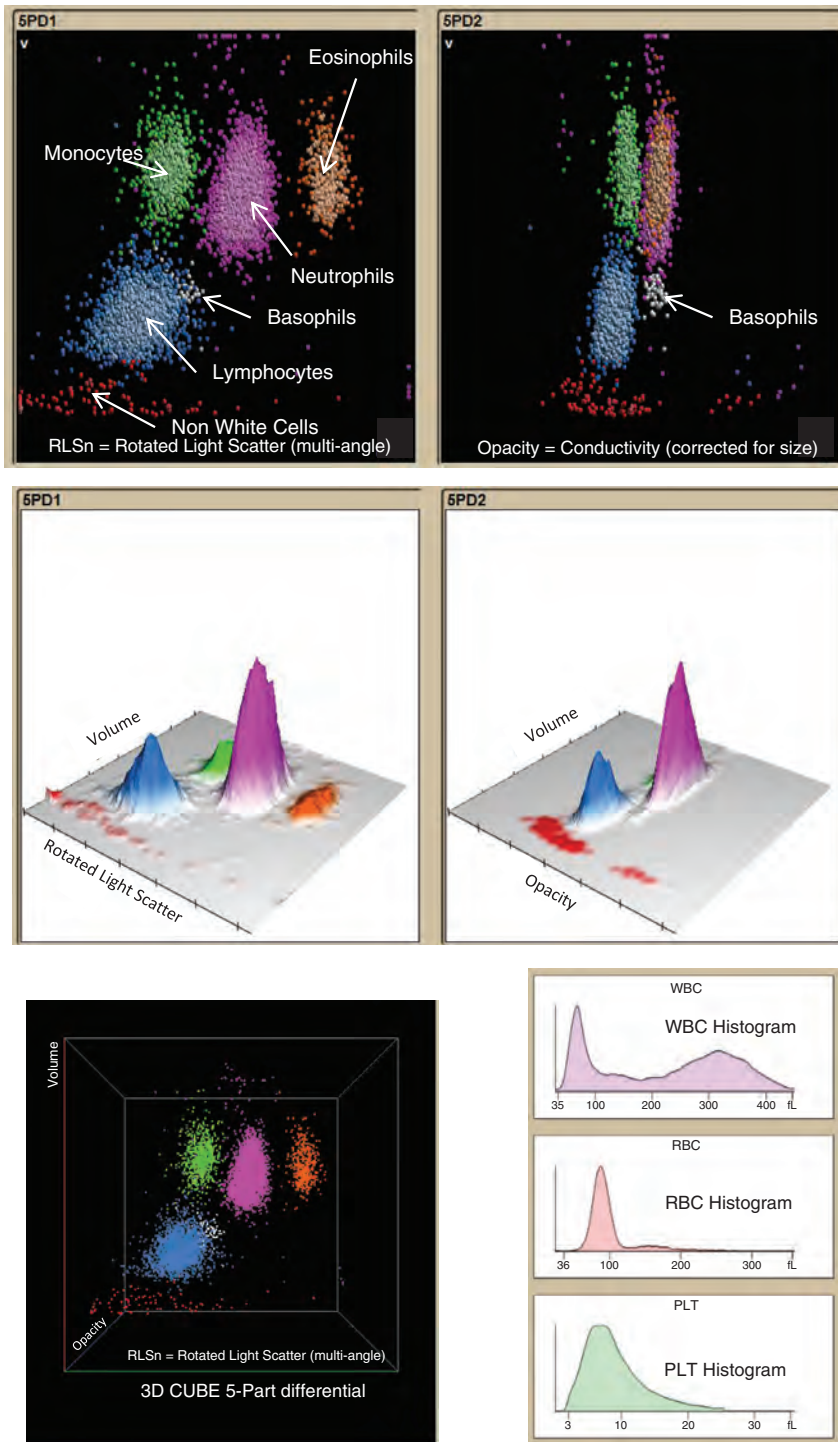 5PD1
V
Eosinophils
Monocytes
Neutrophils
Basophils
Lymphocytes
Non White Cells
RLSn = Rotated Light Scatter (multi-angle)
5PD2
V
Basophils
Opacity = Conductivity (corrected for size)
5PD1
Volume
Rotated Light Scatter
5PD2
Volume
Opacity
Volume
Opacity
RLSn = Rotated Light Scatter (multi-angle)
3D CUBE 5-Part differential
WBC
WBC Histogram
35 100 200 300 400 fL
RBC
RBC Histogram
36 100 200 300 fL
PLT
PLT Histogram
3 10 20 30 fL